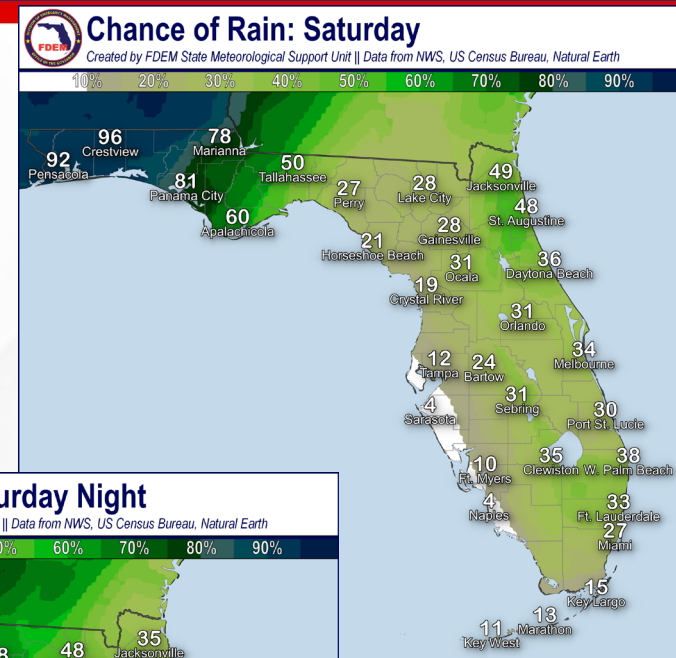 Chance of Rain: Saturday
FDEM
Created by FDEM State Meteorological Support Unit || Data from NWS, US Census Bureau, Natural Earth
10% 20% 30% 40% 50% 60% 70% 80% 90%
96
Crestview
78
Marianna
92
Pensacola
81
Panama City
50
Tallahassee
60
Apalachicola
27
Perry
28
Lake City
49
Jacksonville
48
St. Augustine
28
Gainesville
21
Horseshoe Beach
31
Ocala
36
Daytona Beach
19
Crystal River
31
Orlando
12
Tampa
24
Bartow
34
Melbourne
4
Sarasota
31
Sebring
30
Port St. Lucie
10
Ft. Myers
35
Clewiston
38
W. Palm Beach
4
Naples
33
Ft. Lauderdale
27
Miami
15
Key Largo
13
Marathon
11
Key West
urday Night
|| Data from NWS, US Census Bureau, Natural Earth
0% 60% 70% 80% 90%
8
48
35
Jacksonville